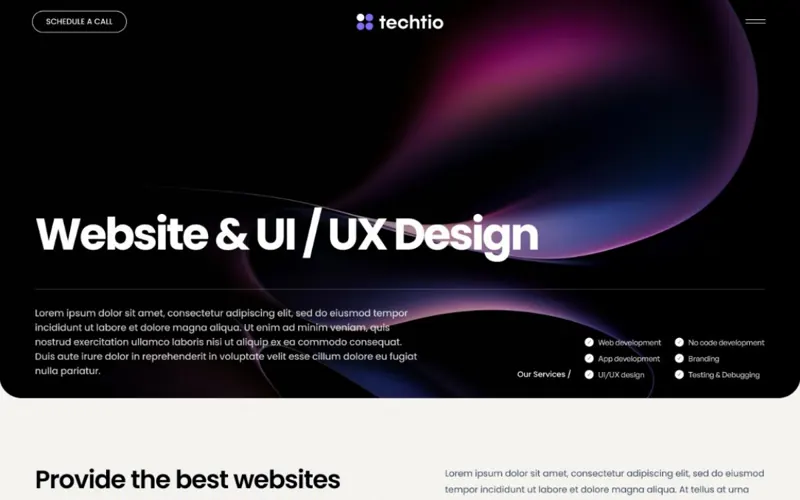 SCHEDULE A CALL
techtio
Website & UI / UX Design
Lorem ipsum dolor sit amet, consectetur adipiscing elit, sed do eiusmod tempor
incididunt ut labore et dolore magna aliqua. Ut enim ad minim veniam, quis
nostrud exercitation ullamco laboris nisi ut aliquip ex ea commodo consequat.
Duis aute irure dolor in reprehenderit in voluptate velit esse cillum dolore eu fugiat
nulla pariatur.
Our Services /
Web development
App development
UI/UX design
No code development
Branding
Testing & Debugging
Provide the best websites
Lorem ipsum dolor sit amet, consectetur adipiscing elit, sed do eiusmod
tempor incididunt ut labore et dolore magna aliqua. At tellus at urna